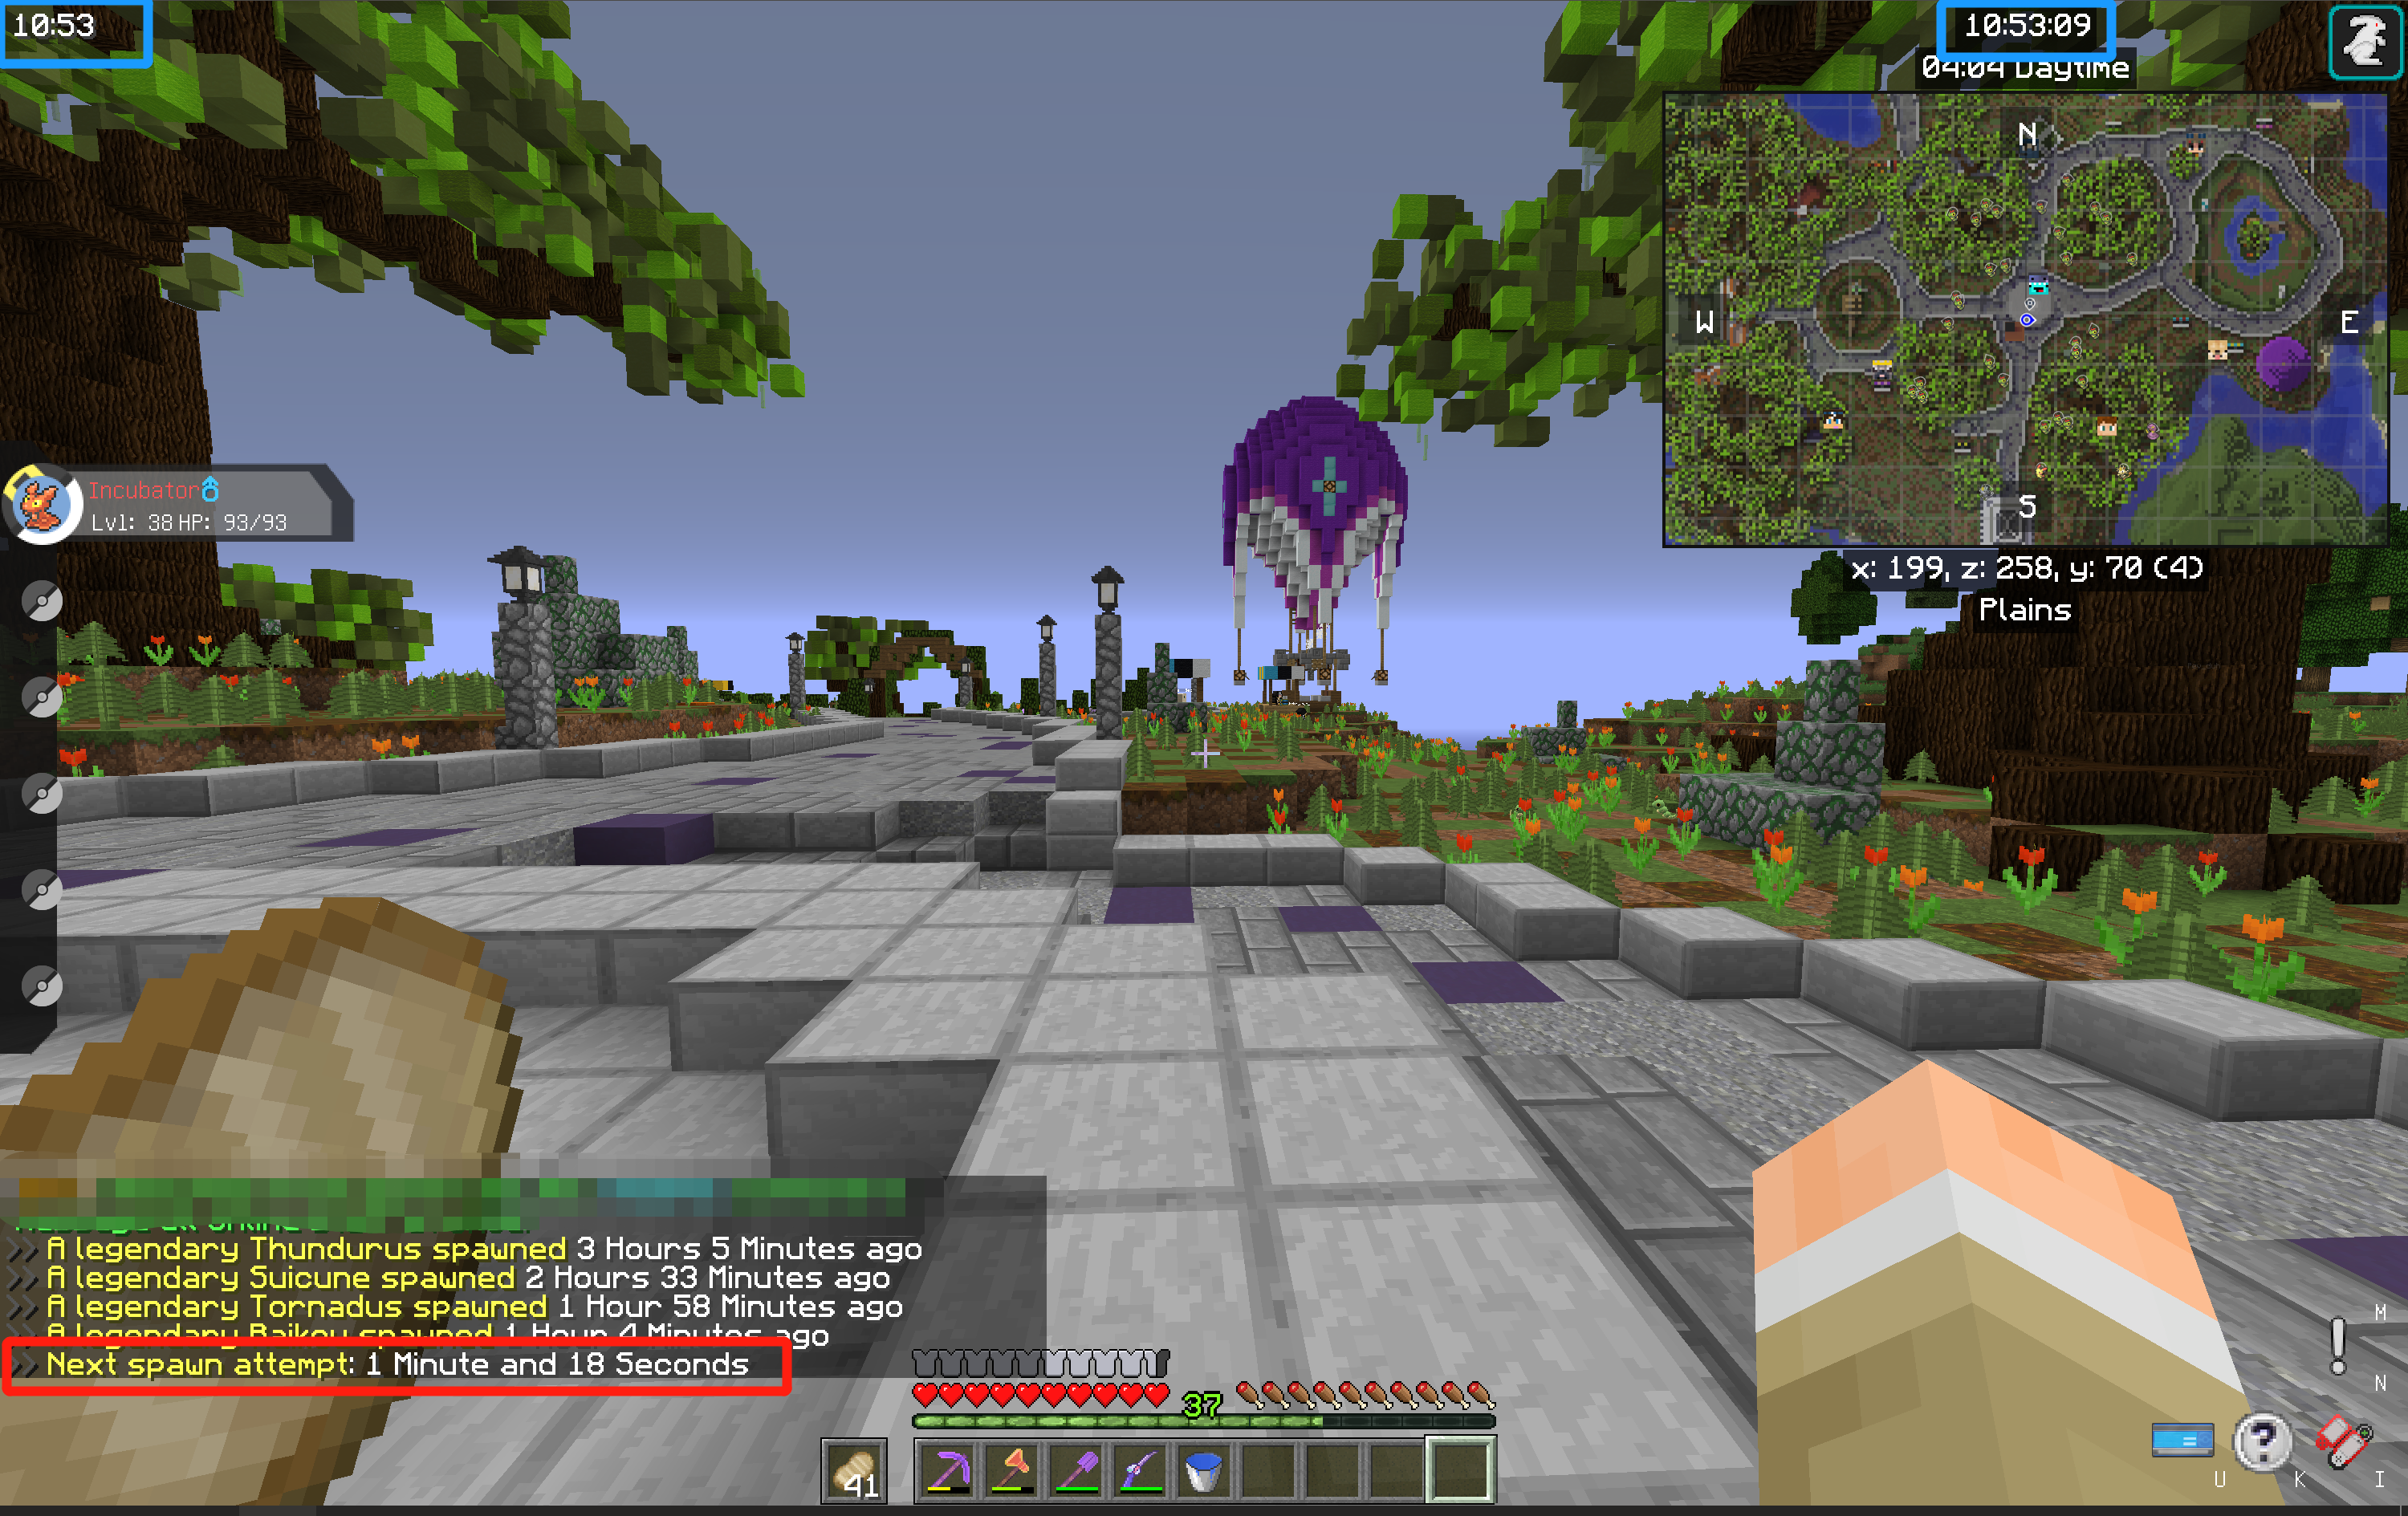 10:53
10:53:09
04:04 Daytime
N
W
E
S
x: 199, z: 258, y: 70 (4)
Plains
Incubator
Lvl: 38 HP: 93/93
>> A legendary Thundurus spawned 3 Hours 5 Minutes ago
>> A legendary Suicune spawned 2 Hours 33 Minutes ago
>> A legendary Tornadus spawned 1 Hour 58 Minutes ago
>> A legendary Raikou spawned 1 Hour 4 Minutes ago
>> Next spawn attempt: 1 Minute and 18 Seconds
37
41
M
N
?
U
K
I